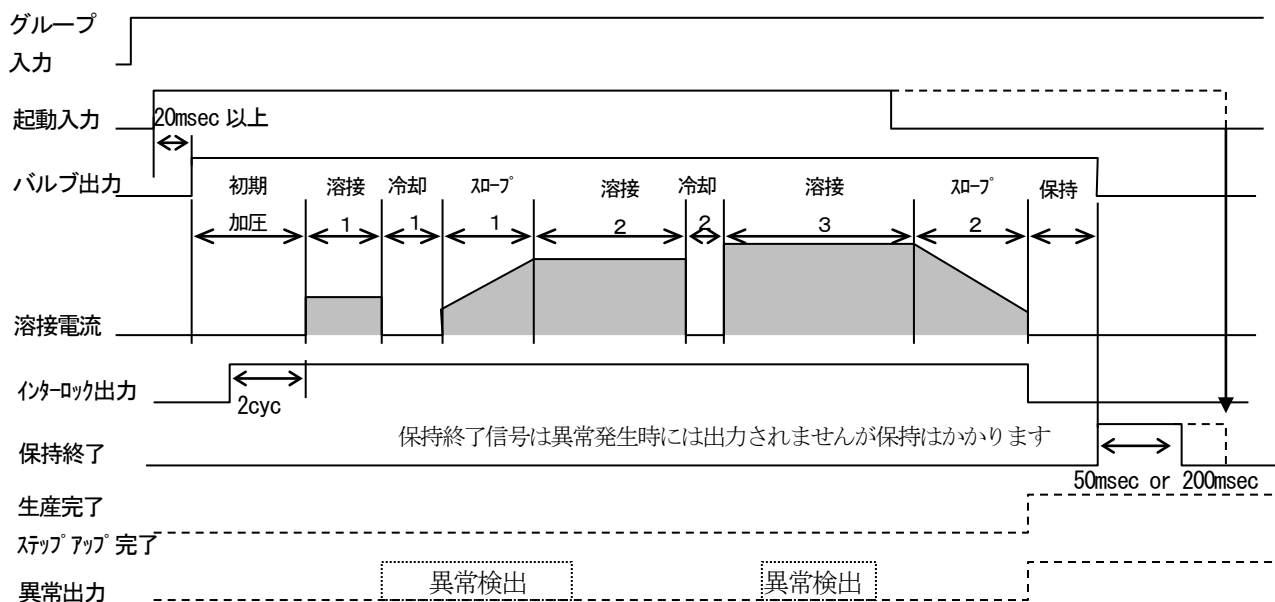 グループ
入力
起動入力
20msec 以上
バルブ出力
初期
加圧
溶接
1
冷却
1
ｽﾛｰﾌﾟ
1
溶接
2
冷却
2
溶接
3
ｽﾛｰﾌﾟ
2
保持
溶接電流
ｲﾝﾀｰﾛｯｸ出力
2cyc
保持終了信号は異常発生時には出力されませんが保持はかかります
保持終了
50msec or 200msec
生産完了
ｽﾃｯﾌﾟｱｯﾌﾟ完了
異常出力
異常検出
異常検出